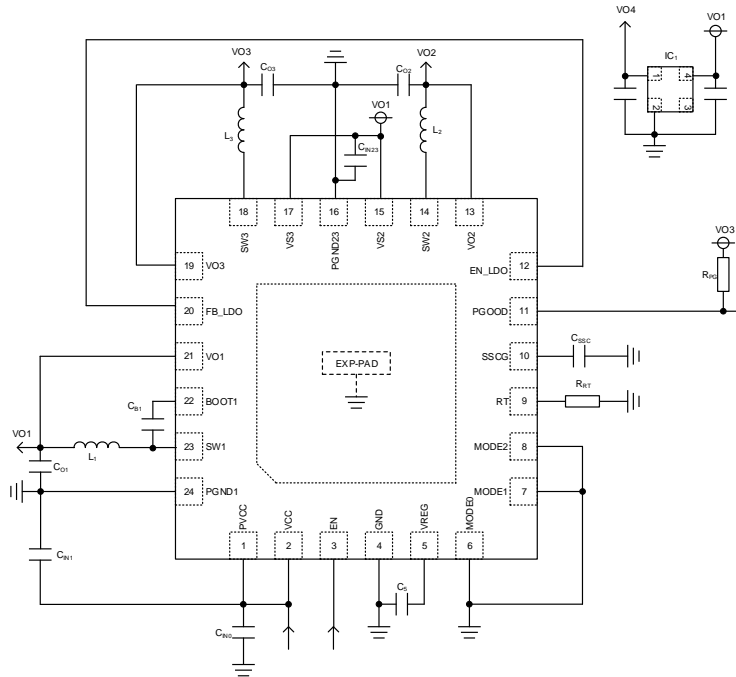 VO4
VO1
IC1
1
4
2
3
VO3
CO3
CO2
VO2
VO1
L3
CIN23
L2
18
17
16
15
14
13
SW3
VS3
PGND23
VS2
SW2
VO2
19
VO3
EN_LDO
12
VO3
RPG
20
FB_LDO
PGOOD
11
21
VO1
SSCG
10
CSSC
EXP-PAD
CB1
22
BOOT1
RT
9
RRT
VO1
L1
23
SW1
MODE2
8
CO1
24
PGND1
MODE1
7
PVCC
VCC
EN
GND
VREG
MODE0
1
2
3
4
5
6
CIN1
C5
CIN0